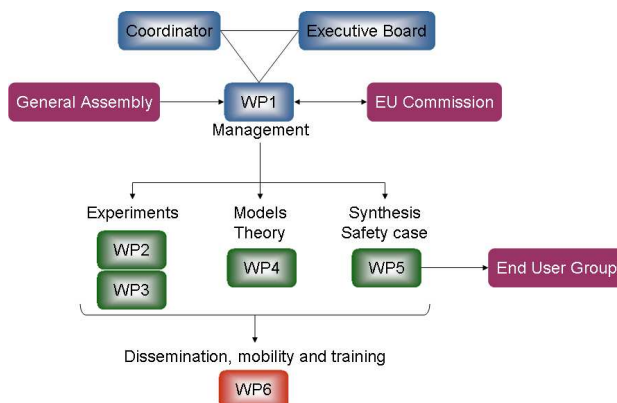 Coordinator
Executive Board
General Assembly
WP1
EU Commission
Management
Experiments
Models
Theory
Synthesis
Safety case
WP2
WP3
WP4
WP5
End User Group
Dissemination, mobility and training
WP6